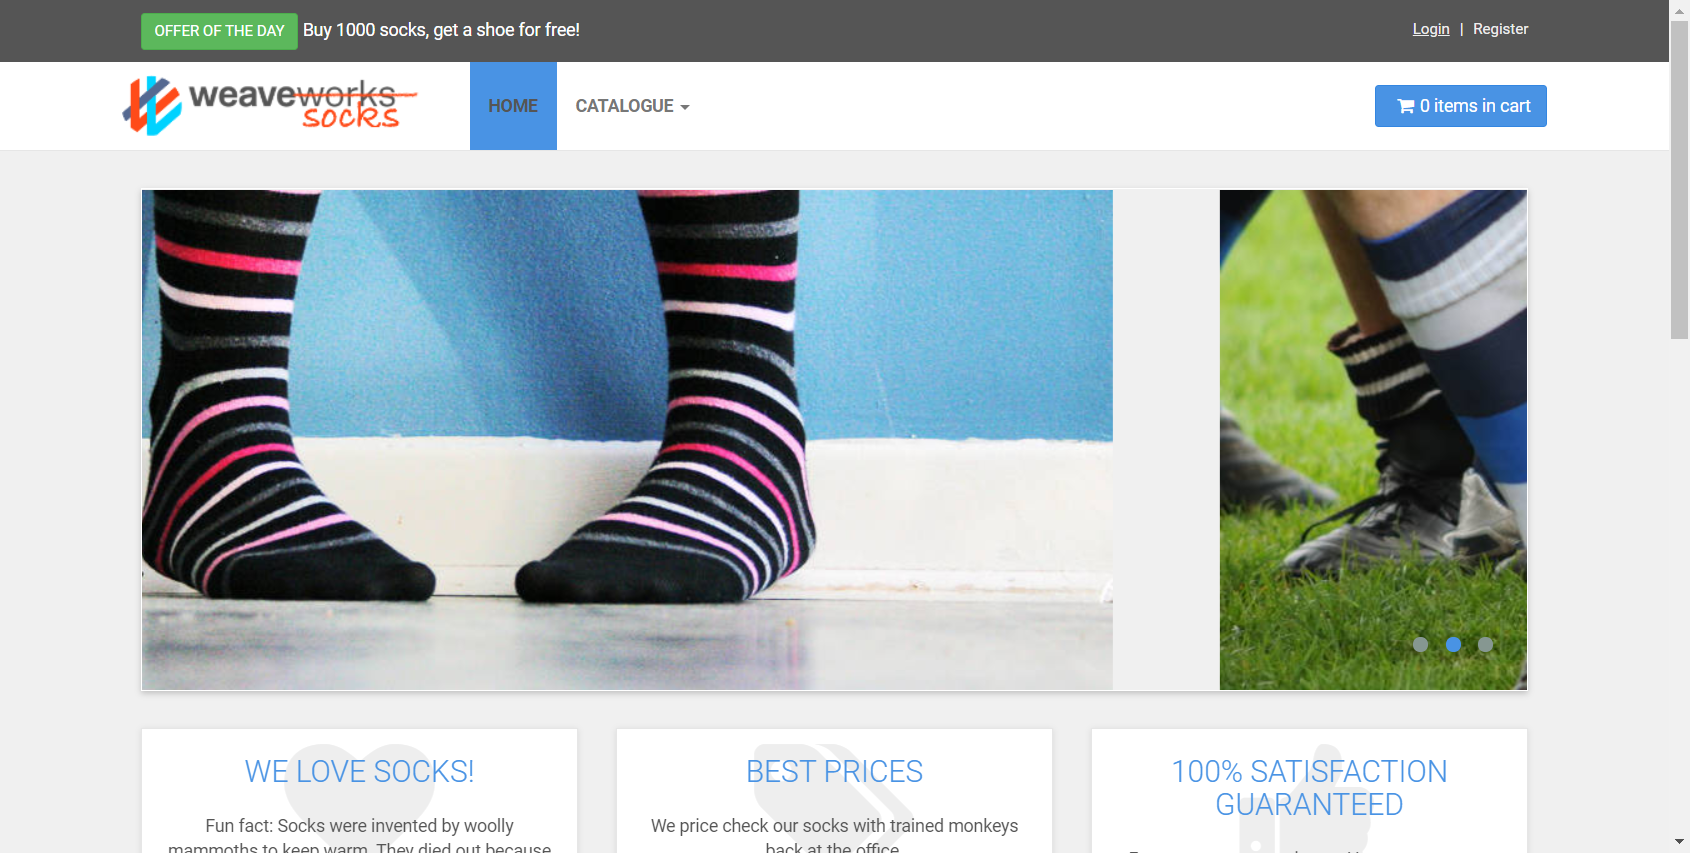 OFFER OF THE DAY Buy 1000 socks, get a shoe for free!
Login | Register
weaveworks
socks
HOME CATALOGUE
0 items in cart
WE LOVE SOCKS!
Fun fact: Socks were invented by woolly
mammoths to keep warm. They died out because
BEST PRICES
We price check our socks with trained monkeys
back at the office.
100% SATISFACTION
GUARANTEED